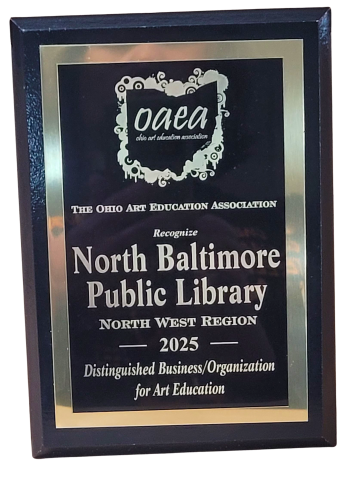 oaea
ohio art education association
THE OHIO ART EDUCATION ASSOCIATION
Recognize
North Baltimore
Public Library
NORTH WEST REGION
— 2025 —
Distinguished Business/Organization
for Art Education